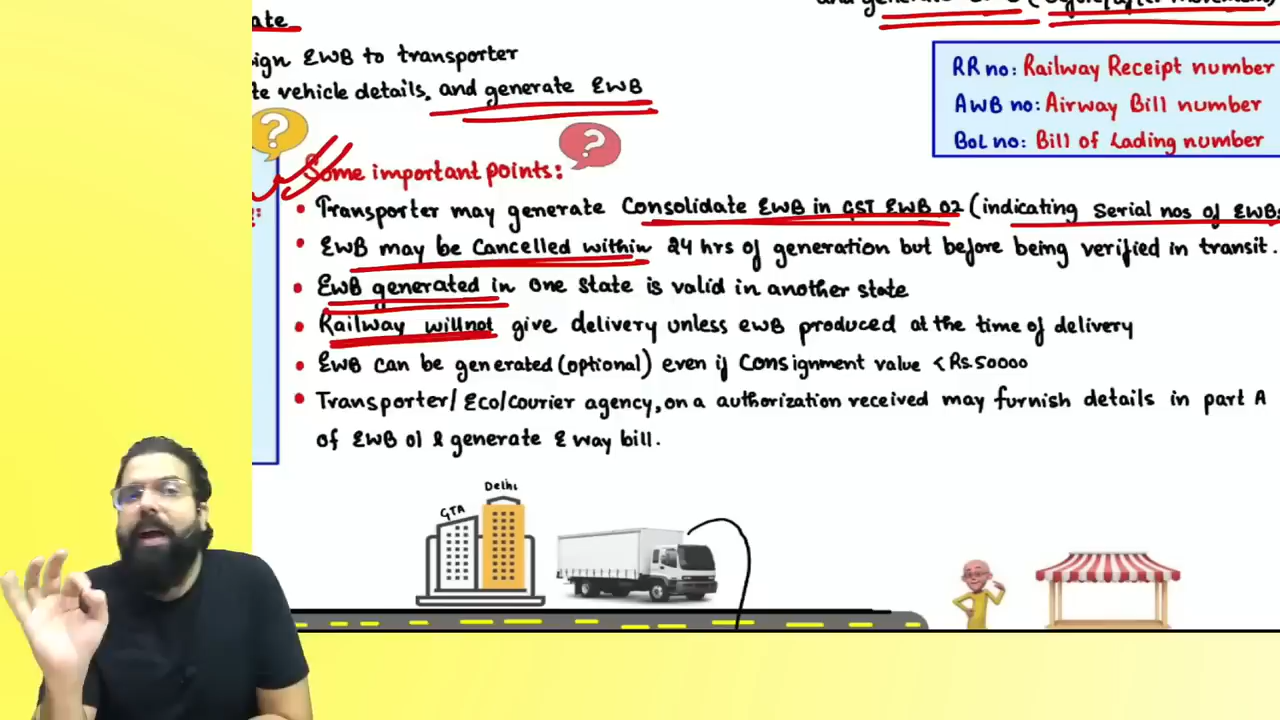 ate
ign EWB to transporter
te vehicle details, and generate EWB
RR no: Railway Receipt number
AWB no: Airway Bill number
BoL no: Bill of Lading number
Some important points:
• Transporter may generate Consolidate EWB in GST EWB 02 (indicating Serial nos of EWBs
• EWB may be Cancelled within 24 hrs of generation but before being verified in transit.
• EWB generated in one state is valid in another state
• Railway will not give delivery unless ewB produced at the time of delivery
• EWB can be generated (optional) even if Consignment value < Rs.50000
• Transporter/ Eco/courier agency, on a authorization received may furnish details in part A
of EWB 01 & generate E way bill.
GTA
Delhi